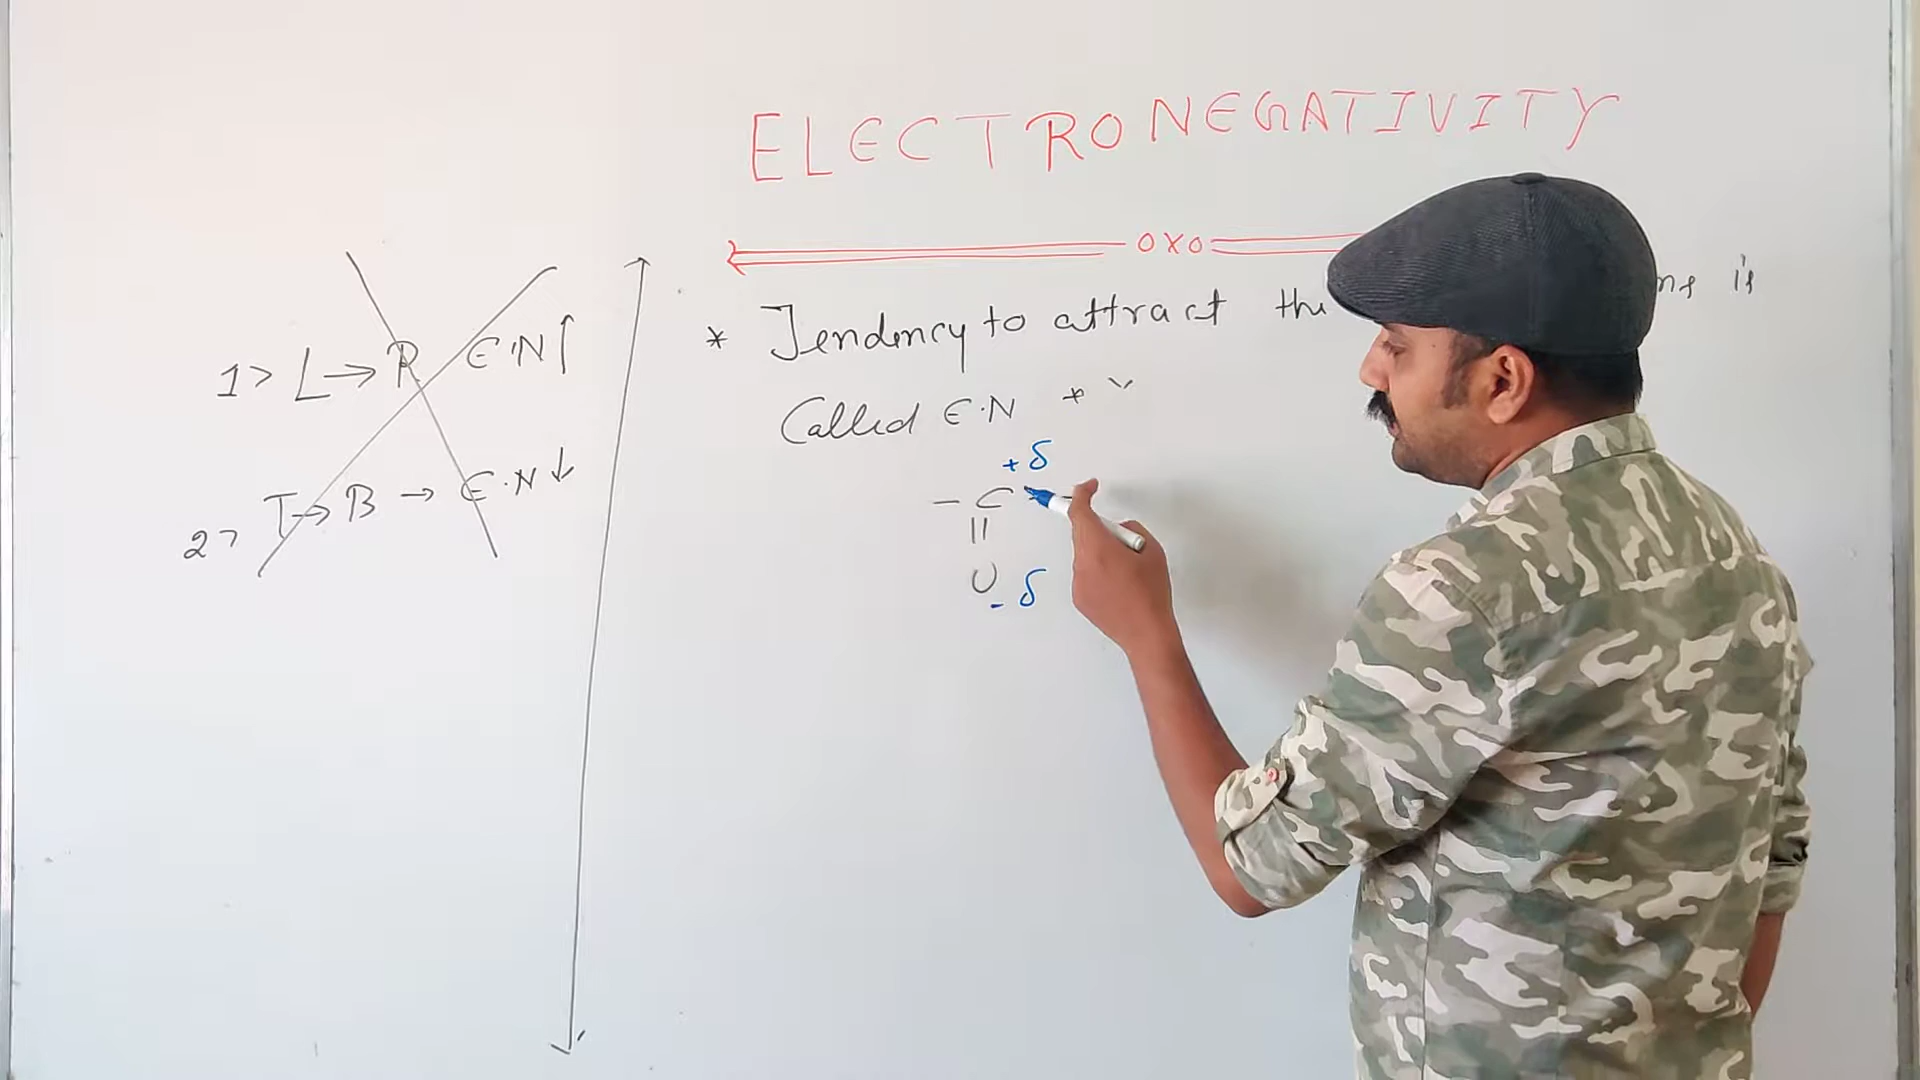 ELECTRONEGATIVITY
oxo
1> L → R E.N ↑
2> T → B → E.N ↓
* Tendency to attract the is
Called E.N *
+ δ
- C -
||
O
- δ